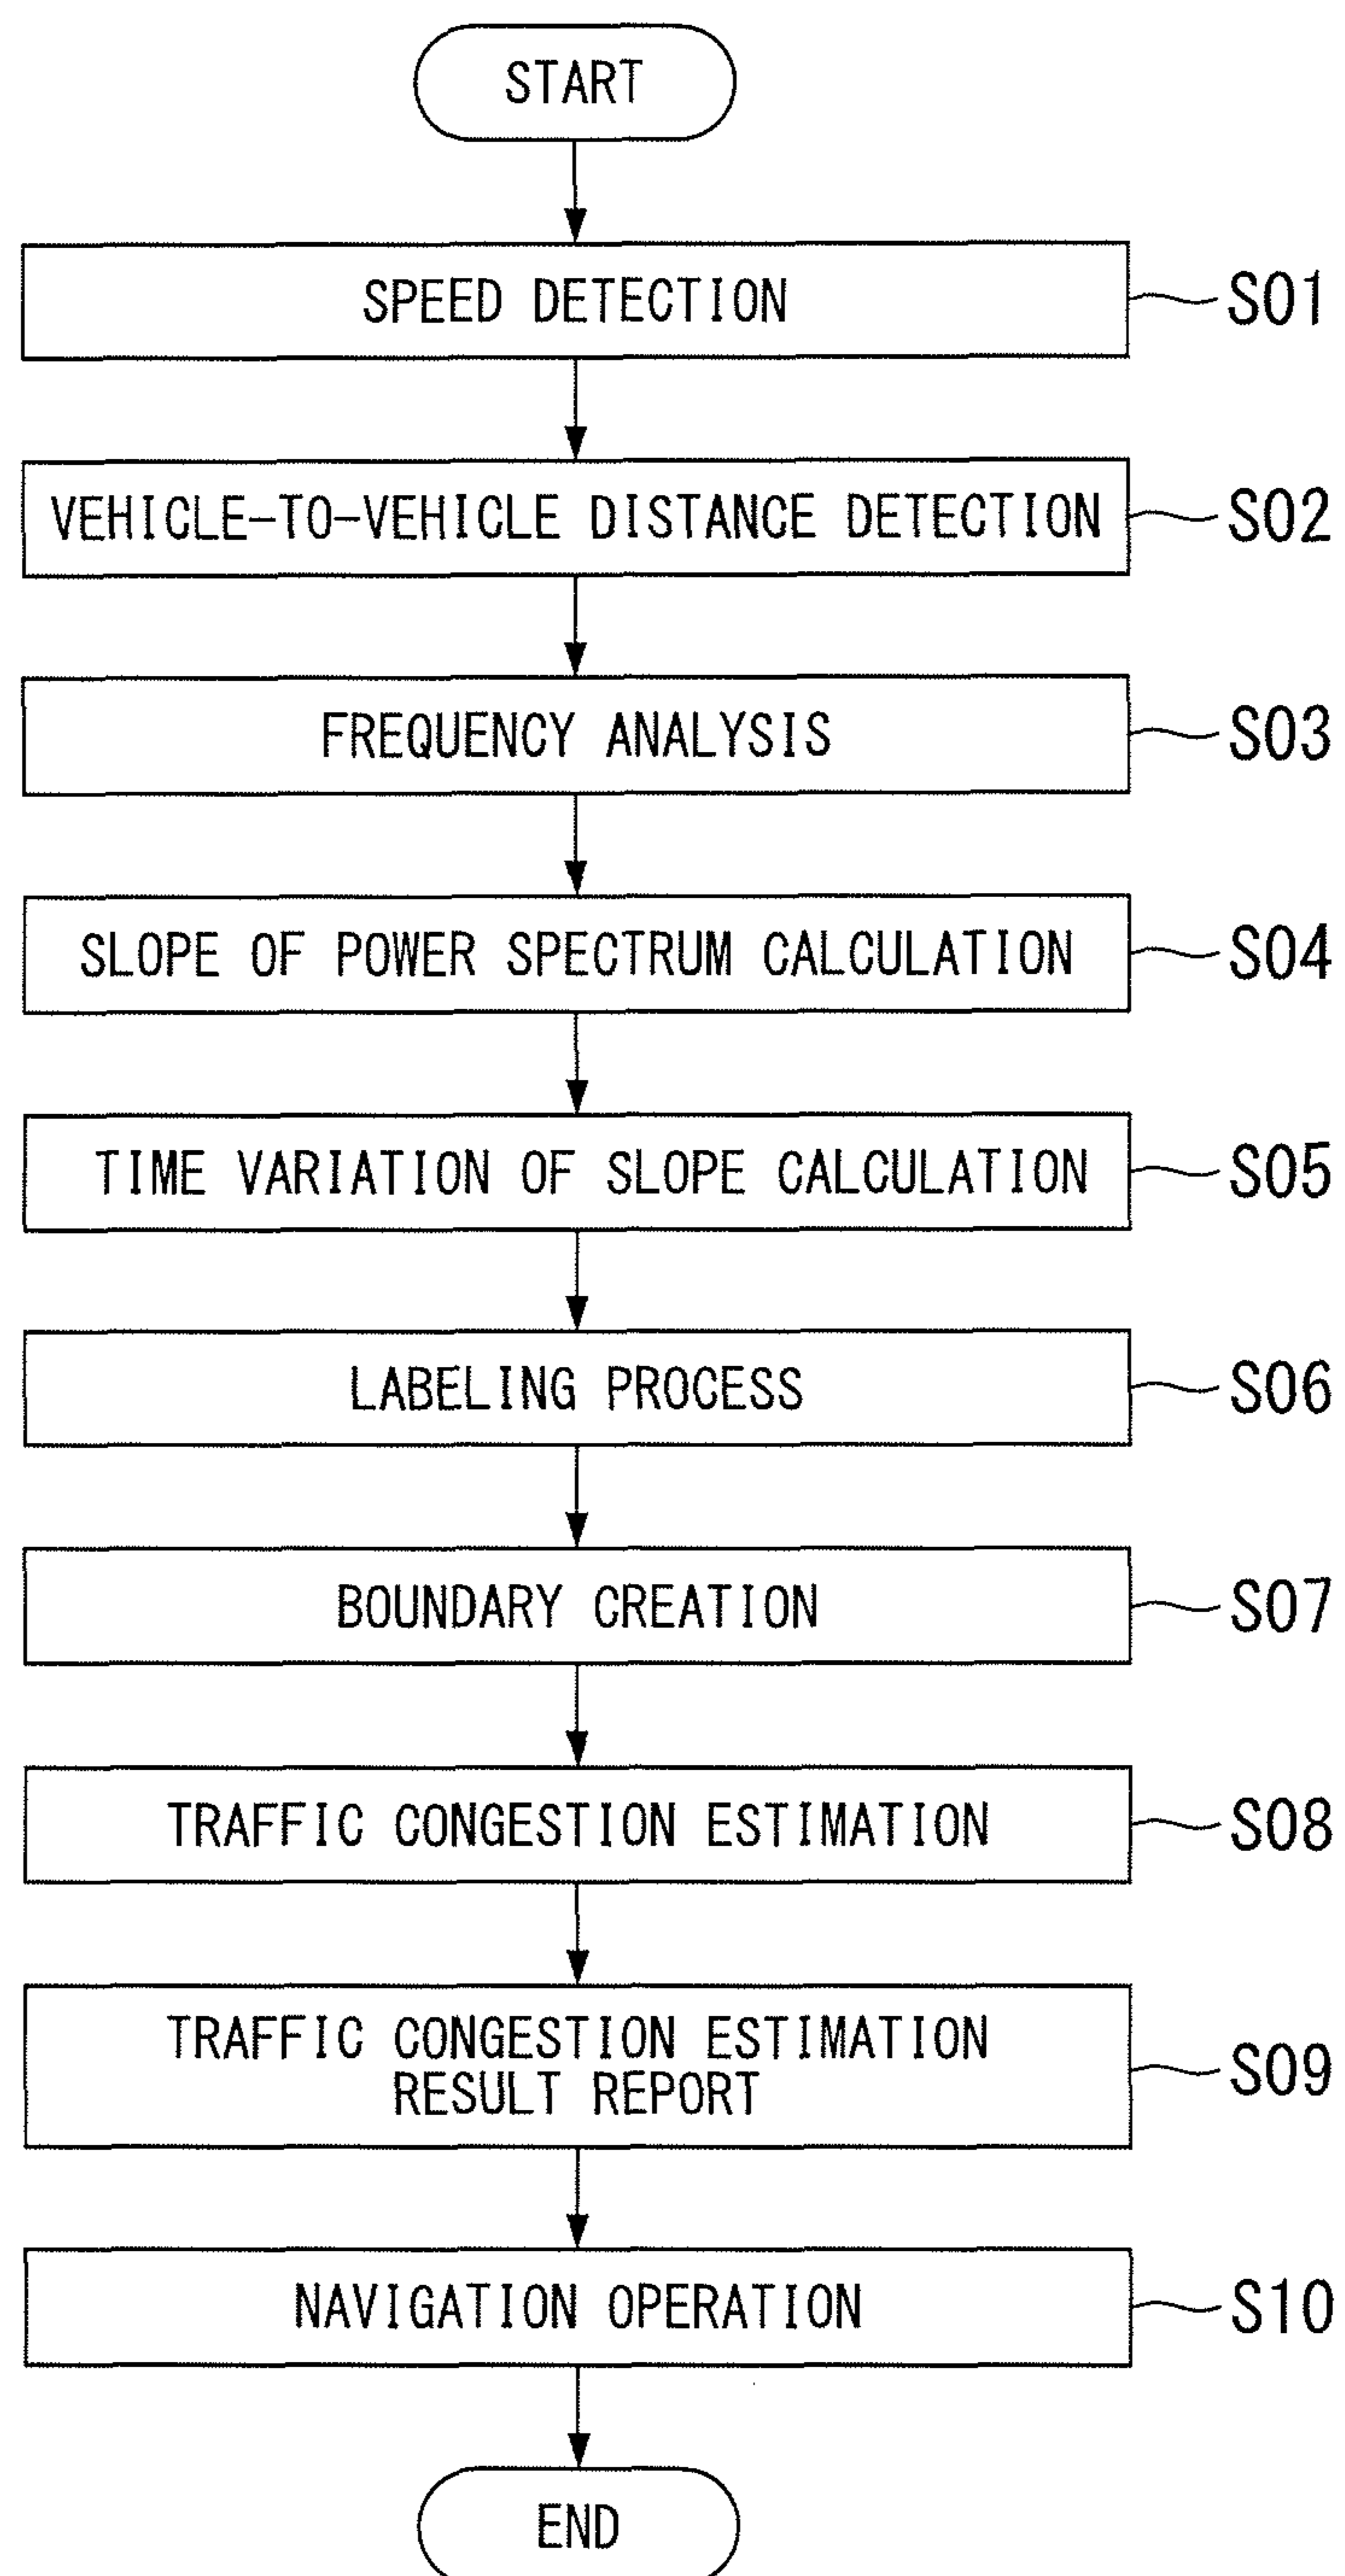 START
SPEED DETECTION
S01
VEHICLE-TO-VEHICLE DISTANCE DETECTION
S02
FREQUENCY ANALYSIS
S03
SLOPE OF POWER SPECTRUM CALCULATION
S04
TIME VARIATION OF SLOPE CALCULATION
S05
LABELING PROCESS
S06
BOUNDARY CREATION
S07
TRAFFIC CONGESTION ESTIMATION
S08
TRAFFIC CONGESTION ESTIMATION
RESULT REPORT
S09
NAVIGATION OPERATION
S10
END